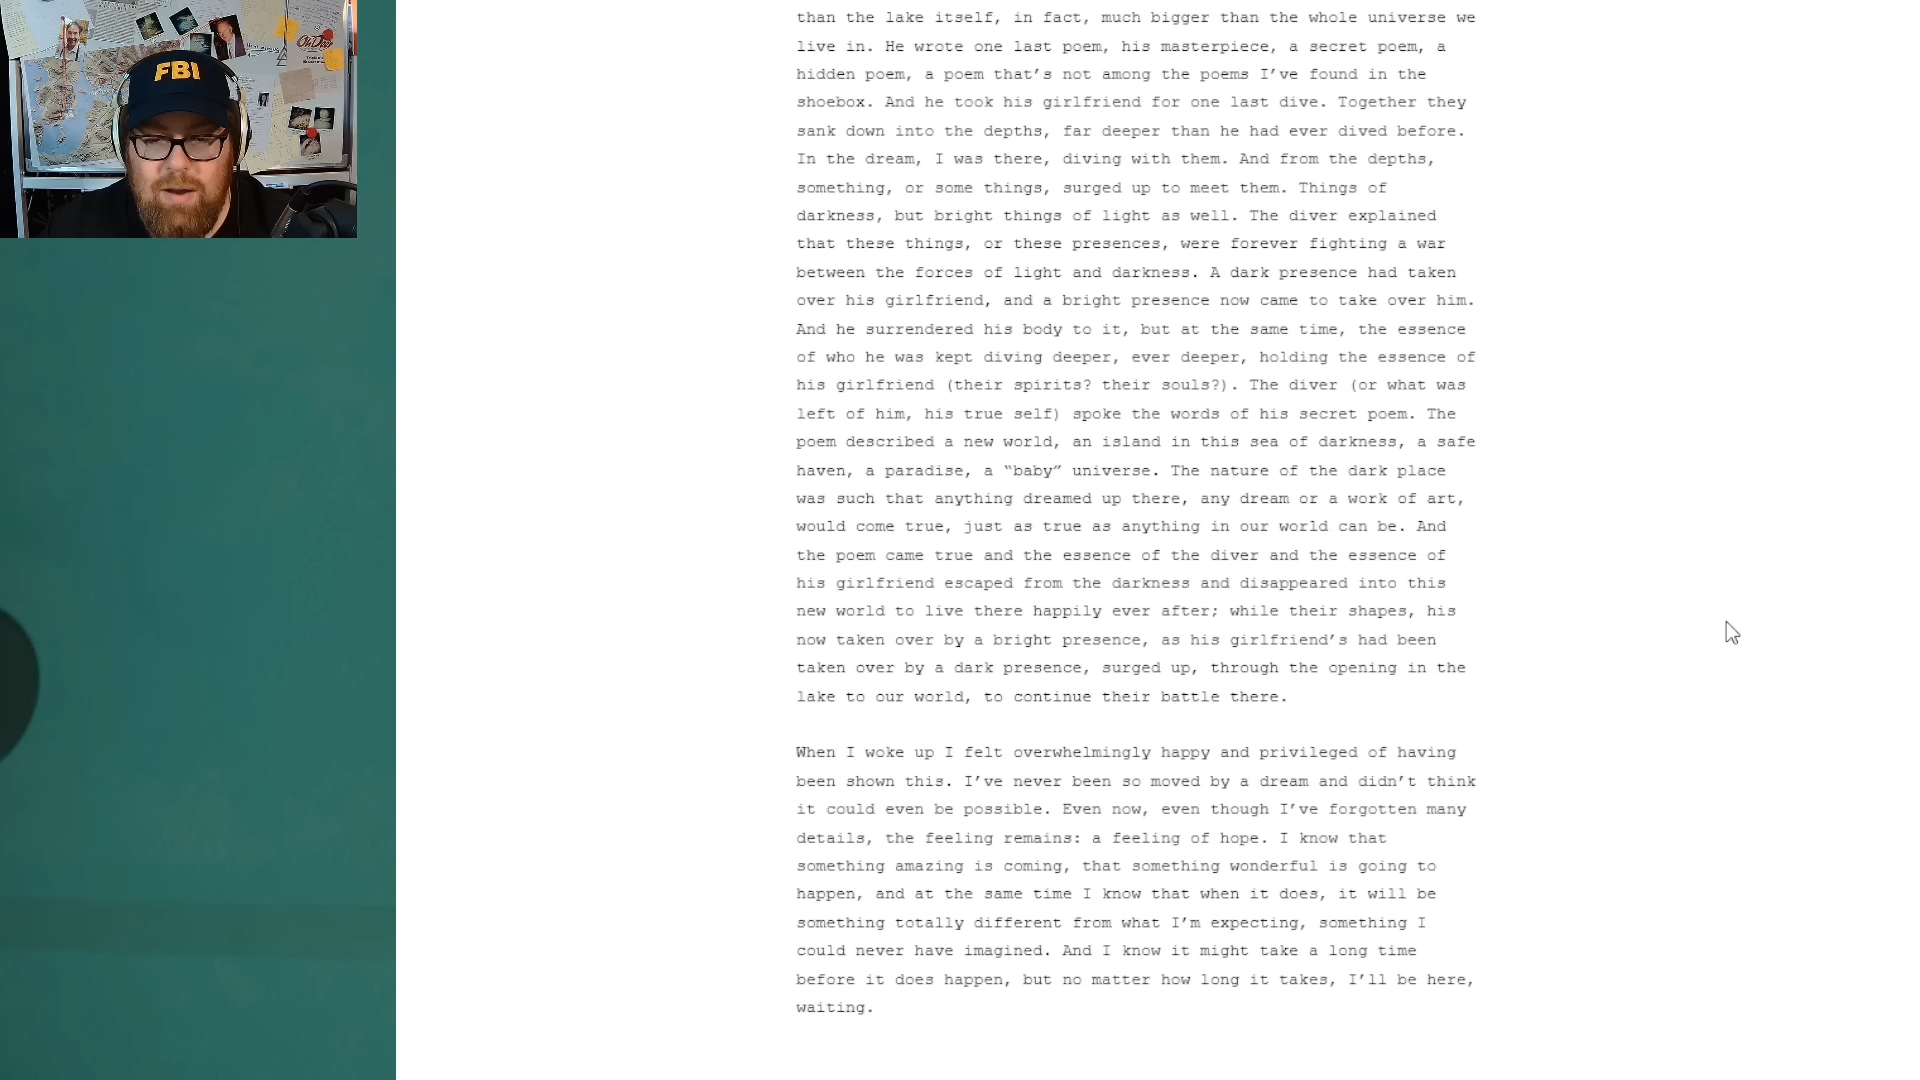 FBI
Oh Deer
than the lake itself, in fact, much bigger than the whole universe we
live in. He wrote one last poem, his masterpiece, a secret poem, a
hidden poem, a poem that’s not among the poems I’ve found in the
shoebox. And he took his girlfriend for one last dive. Together they
sank down into the depths, far deeper than he had ever dived before.
In the dream, I was there, diving with them. And from the depths,
something, or some things, surged up to meet them. Things of
darkness, but bright things of light as well. The diver explained
that these things, or these presences, were forever fighting a war
between the forces of light and darkness. A dark presence had taken
over his girlfriend, and a bright presence now came to take over him.
And he surrendered his body to it, but at the same time, the essence
of who he was kept diving deeper, ever deeper, holding the essence of
his girlfriend (their spirits? their souls?). The diver (or what was
left of him, his true self) spoke the words of his secret poem. The
poem described a new world, an island in this sea of darkness, a safe
haven, a paradise, a “baby” universe. The nature of the dark place
was such that anything dreamed up there, any dream or a work of art,
would come true, just as true as anything in our world can be. And
the poem came true and the essence of the diver and the essence of
his girlfriend escaped from the darkness and disappeared into this
new world to live there happily ever after; while their shapes, his
now taken over by a bright presence, as his girlfriend’s had been
taken over by a dark presence, surged up, through the opening in the
lake to our world, to continue their battle there.
When I woke up I felt overwhelmingly happy and privileged of having
been shown this. I’ve never been so moved by a dream and didn’t think
it could even be possible. Even now, even though I’ve forgotten many
details, the feeling remains: a feeling of hope. I know that
something amazing is coming, that something wonderful is going to
happen, and at the same time I know that when it does, it will be
something totally different from what I’m expecting, something I
could never have imagined. And I know it might take a long time
before it does happen, but no matter how long it takes, I’ll be here,
waiting.